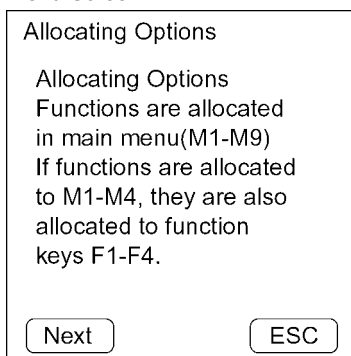 Allocating Options
Allocating Options
Functions are allocated
in main menu(M1-M9)
If functions are allocated
to M1-M4, they are also
allocated to function
keys F1-F4.
Next ESC